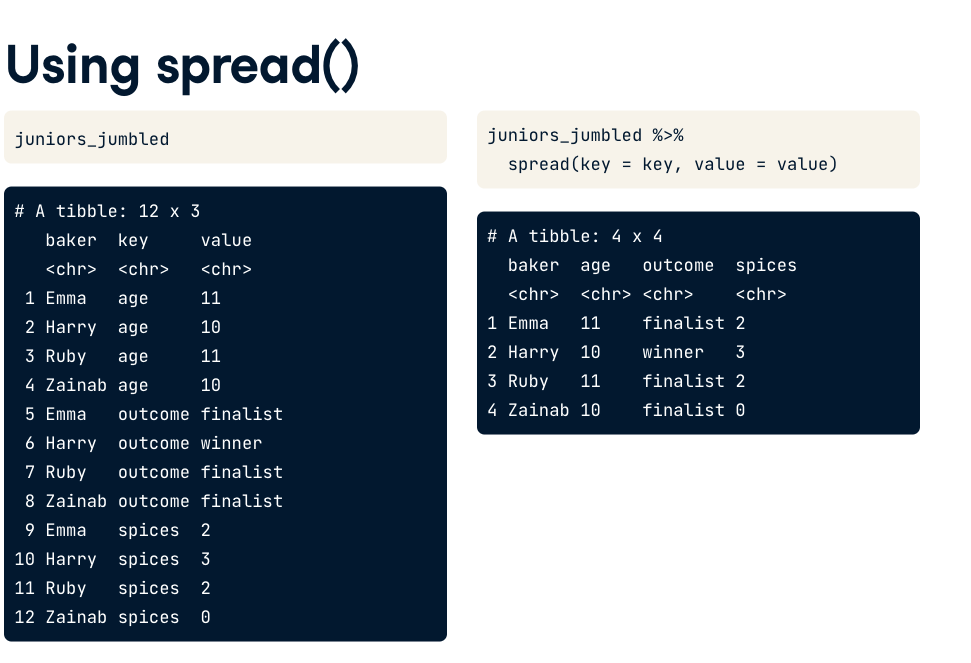 Using spread()
juniors_jumbled
# A tibble: 12 x 3
   baker  key     value
   <chr>  <chr>   <chr>
 1 Emma   age     11
 2 Harry  age     10
 3 Ruby   age     11
 4 Zainab age     10
 5 Emma   outcome finalist
 6 Harry  outcome winner
 7 Ruby   outcome finalist
 8 Zainab outcome finalist
 9 Emma   spices  2
10 Harry  spices  3
11 Ruby   spices  2
12 Zainab spices  0
juniors_jumbled %>%
  spread(key = key, value = value)
# A tibble: 4 x 4
  baker  age   outcome  spices
  <chr>  <chr> <chr>    <chr>
1 Emma   11    finalist 2
2 Harry  10    winner   3
3 Ruby   11    finalist 2
4 Zainab 10    finalist 0